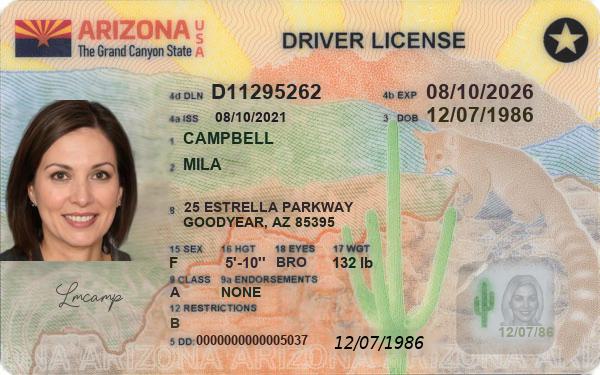 ARIZONA USA
The Grand Canyon State
DRIVER LICENSE
4d DLN D11295262 4b EXP 08/10/2026
4a ISS 08/10/2021 3 DOB 12/07/1986
1 CAMPBELL
2 MILA
8 25 ESTRELLA PARKWAY
GOODYEAR, AZ 85395
15 SEX 16 HGT 18 EYES 17 WGT
F 5'-10" BRO 132 lb
9 CLASS 9a ENDORSEMENTS
A NONE
12 RESTRICTIONS
B
5 DD: 0000000000005037
Lmcamp
12/07/1986
12/07/86
ARIZONA ARIZONA ARIZONA ARIZONA